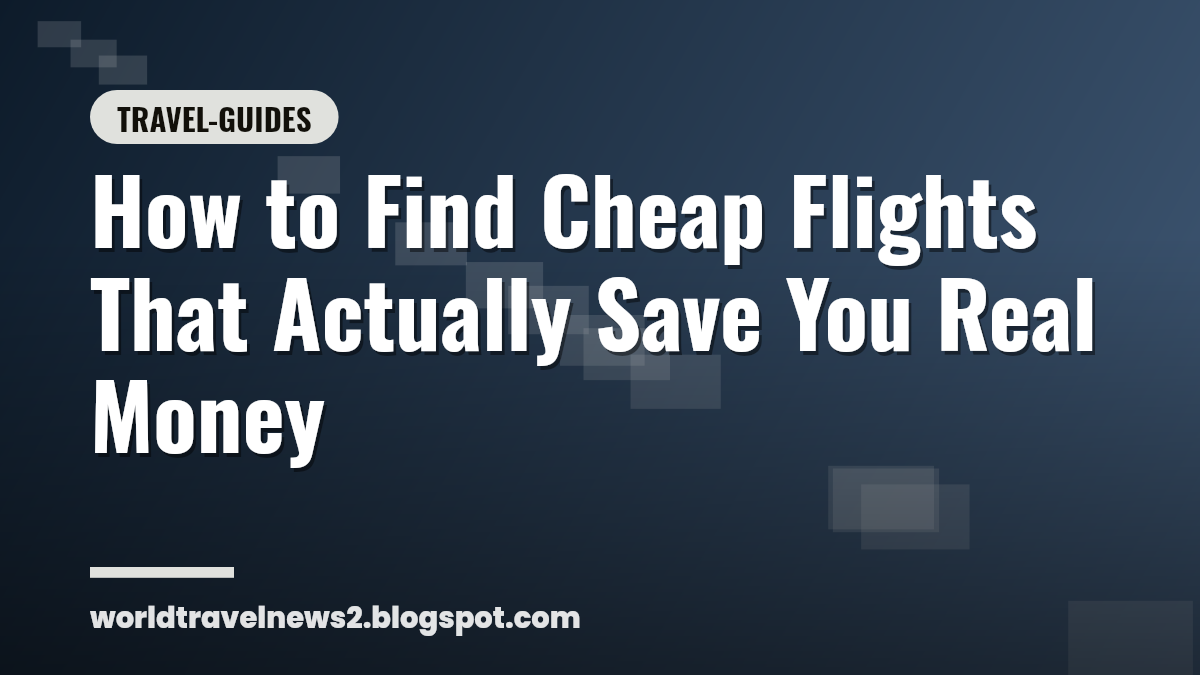 TRAVEL-GUIDES
How to Find Cheap Flights
That Actually Save You Real
Money
worldtravelnews2.blogspot.com